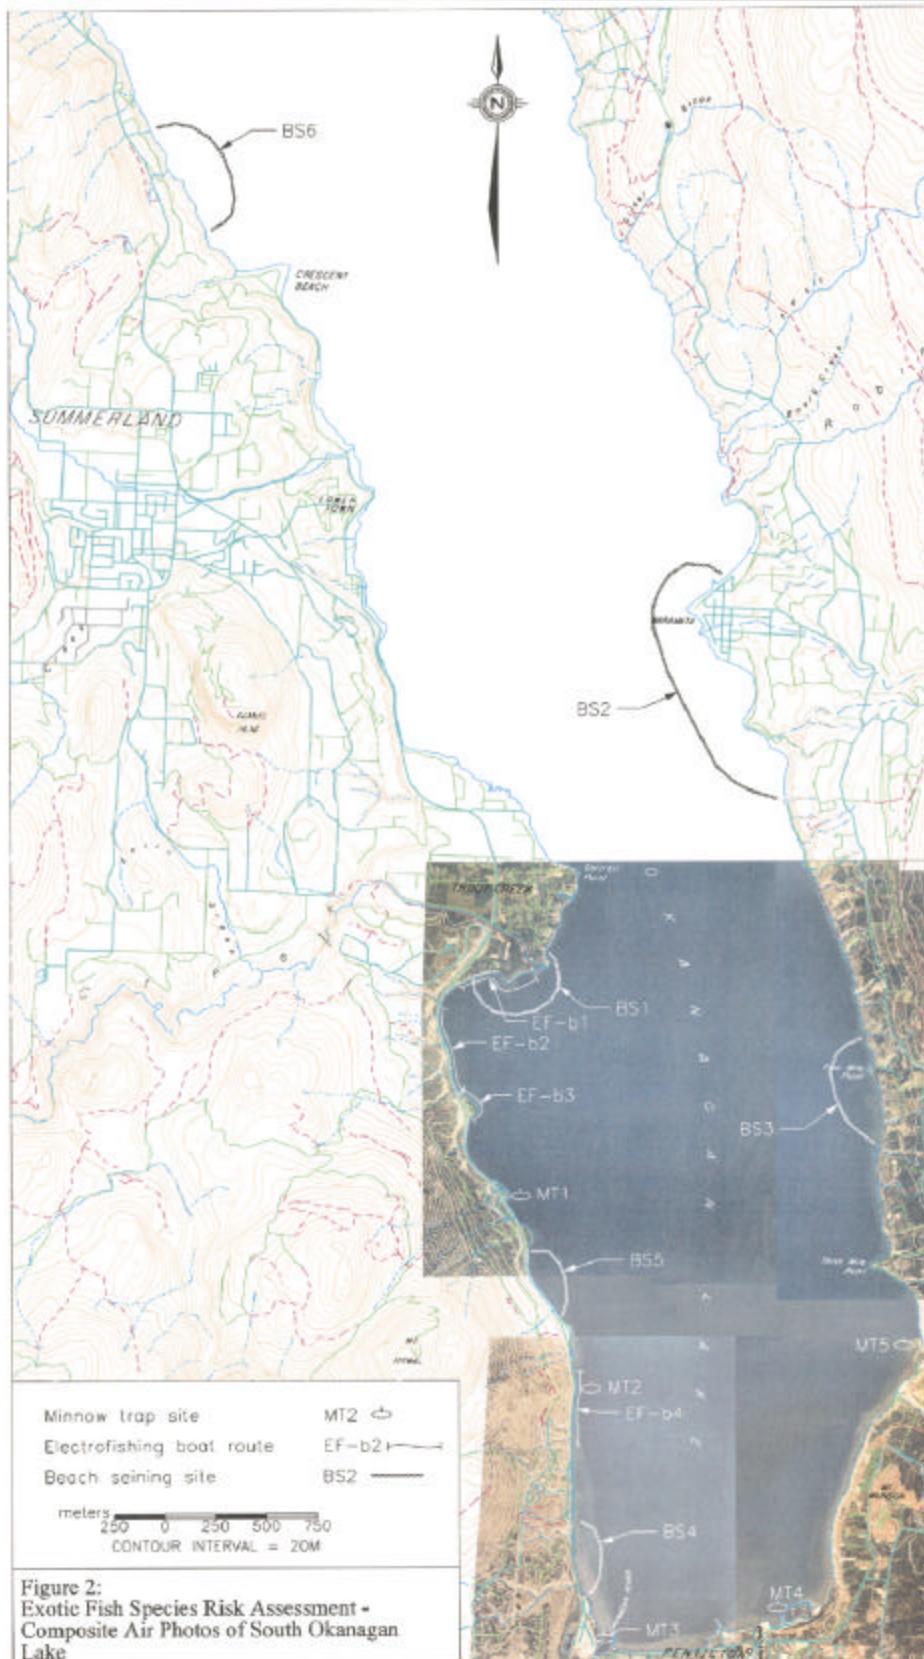 N
BS6
CRESCENT
BEACH
SUMMERLAND
LOWER
TOWN
NARAMATA
BS2
TROUT CREEK
Point
BS1
EF-b1
EF-b2
EF-b3
BS3
MT1
BS5
Point
MT5
MT2
EF-b4
BS4
MT4
MT3
PENTICTON
Minnow trap site MT2
Electrofishing boat route EF-b2
Beach seining site BS2
meters
250 0 250 500 750
CONTOUR INTERVAL = 20M
Figure 2:
Exotic Fish Species Risk Assessment -
Composite Air Photos of South Okanagan
Lake